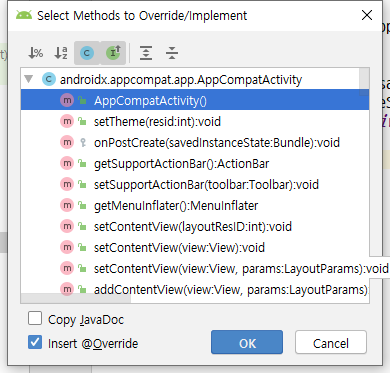 Select Methods to Override/Implement
androidx.appcompat.app.AppCompatActivity
AppCompatActivity()
setTheme(resid:int):void
onPostCreate(savedInstanceState:Bundle):void
getSupportActionBar():ActionBar
setSupportActionBar(toolbar:Toolbar):void
getMenuInflater():MenuInflater
setContentView(layoutResID:int):void
setContentView(view:View):void
setContentView(view:View, params:LayoutParams):void
addContentView(view:View, params:LayoutParams)
Copy JavaDoc
Insert @Override
OK
Cancel